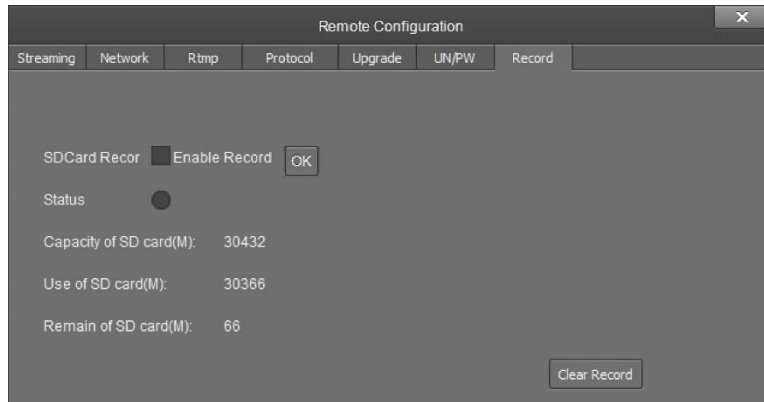 Remote Configuration X
Streaming Network Rtmp Protocol Upgrade UN/PW Record
SDCard Recor Enable Record OK
Status
Capacity of SD card(M): 30432
Use of SD card(M): 30366
Remain of SD card(M): 66
Clear Record